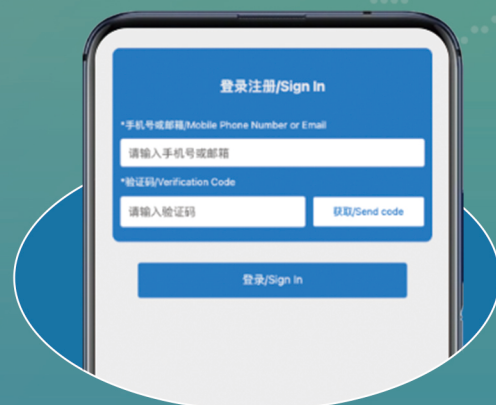 登录注册/Sign In
*手机号或邮箱/Mobile Phone Number or Email
请输入手机号或邮箱
*验证码/Verification Code
请输入验证码 获取/Send code
登录/Sign In